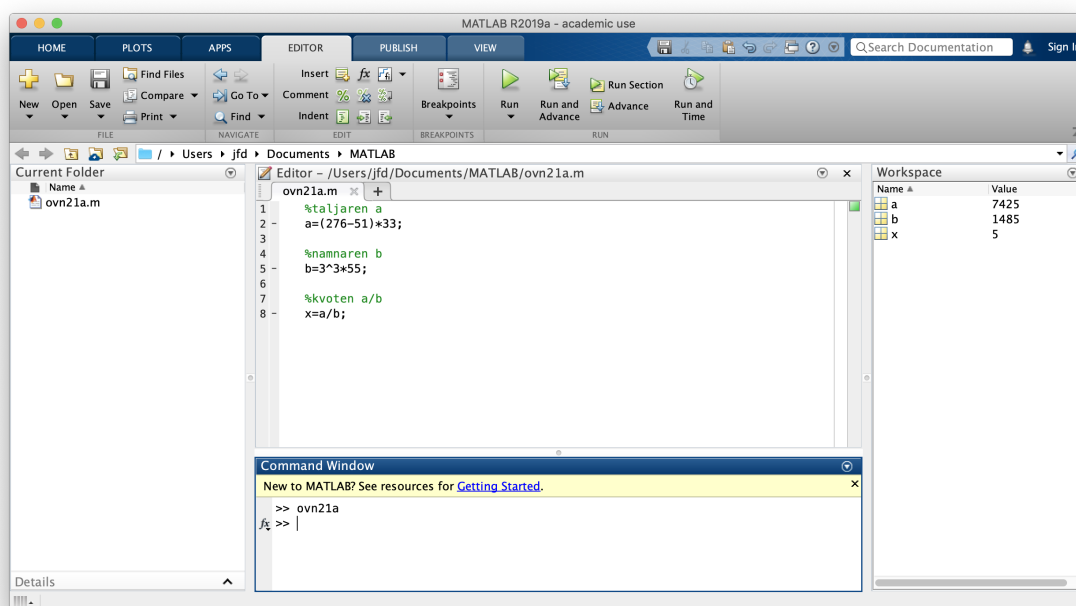 MATLAB R2019a - academic use
HOME PLOTS APPS EDITOR PUBLISH VIEW Search Documentation Sign
New Open Save Find Files Compare Print Go To Find Insert fx Comment Indent Breakpoints Run Run and Advance Run Section Advance Run and Time
FILE NAVIGATE EDIT BREAKPOINTS RUN
/ Users jfd Documents MATLAB
Current Folder
Name
ovn21a.m
Details
Editor - /Users/jfd/Documents/MATLAB/ovn21a.m
ovn21a.m +
1 %taljaren a
2 - a=(276-51)*33;
3
4 %namnaren b
5 - b=3^3*55;
6
7 %kvoten a/b
8 - x=a/b;
Command Window
New to MATLAB? See resources for Getting Started.
>> ovn21a
fx >>
Workspace
Name Value
a 7425
b 1485
x 5